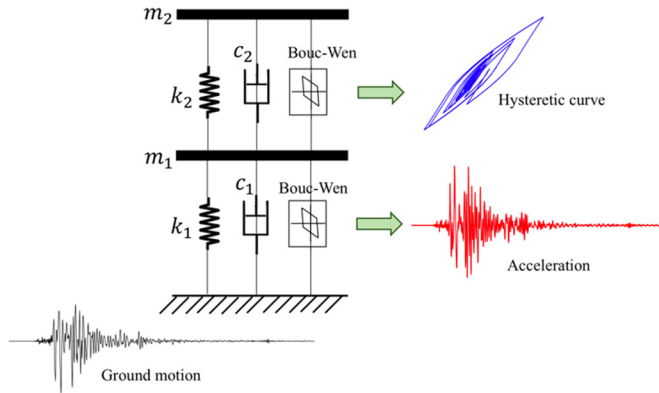 m₂
c₂
Bouc-Wen
k₂
Hysteretic curve
m₁
c₁
Bouc-Wen
k₁
Acceleration
Ground motion